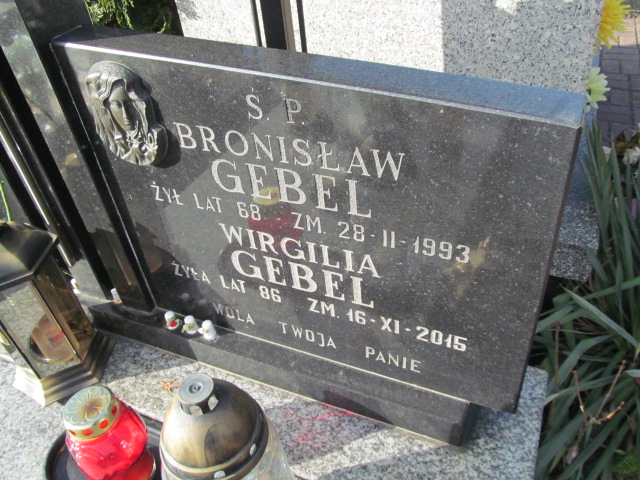 Ś. P.
BRONISŁAW
GEBEL
ŻYŁ LAT 68. ZM. 28-II-1993
WIRGILIA
GEBEL
ŻYŁA LAT 86 ZM. 16-XI-2015
WOLA TWOJA PANIE